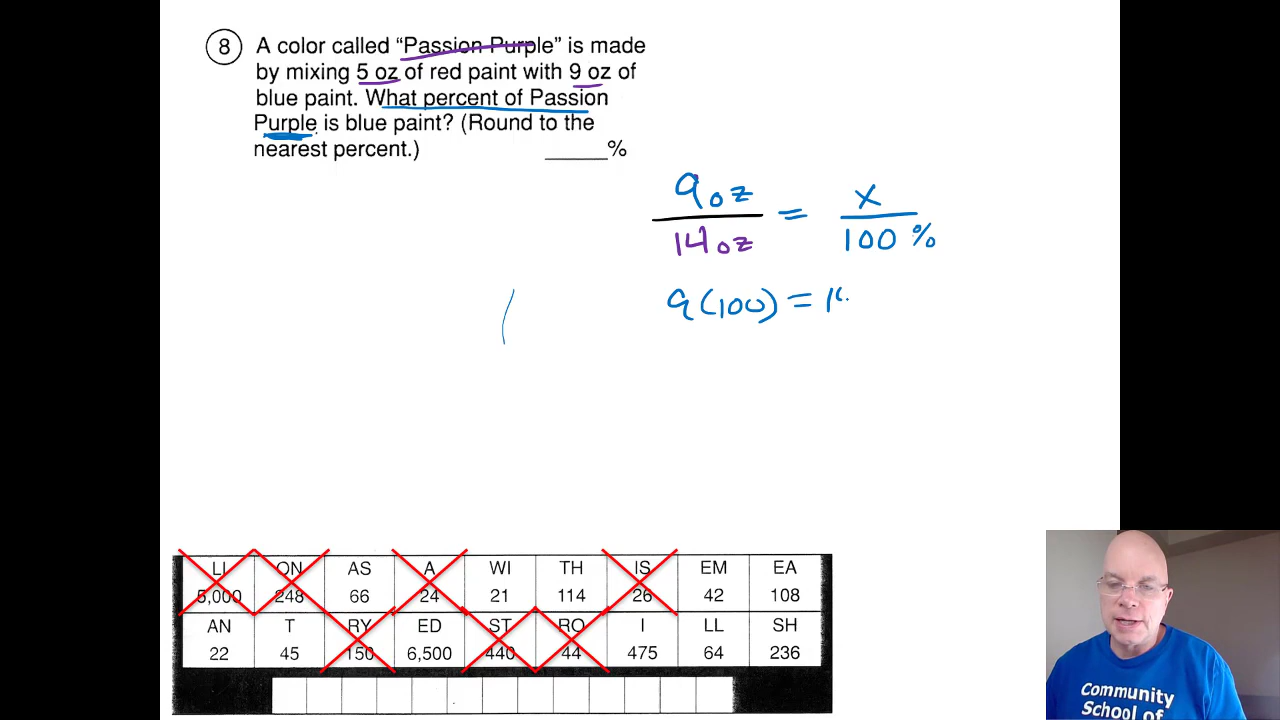 8 A color called “Passion Purple” is made
by mixing 5 oz of red paint with 9 oz of
blue paint. What percent of Passion
Purple is blue paint? (Round to the
nearest percent.) _____%
9 oz / 14 oz = x / 100 %
9(100) = 1
LI ON AS A WI TH IS EM EA
5,000 248 66 24 21 114 26 42 108
AN T RY ED ST RO I LL SH
22 45 150 6,500 440 44 475 64 236
Community
School of